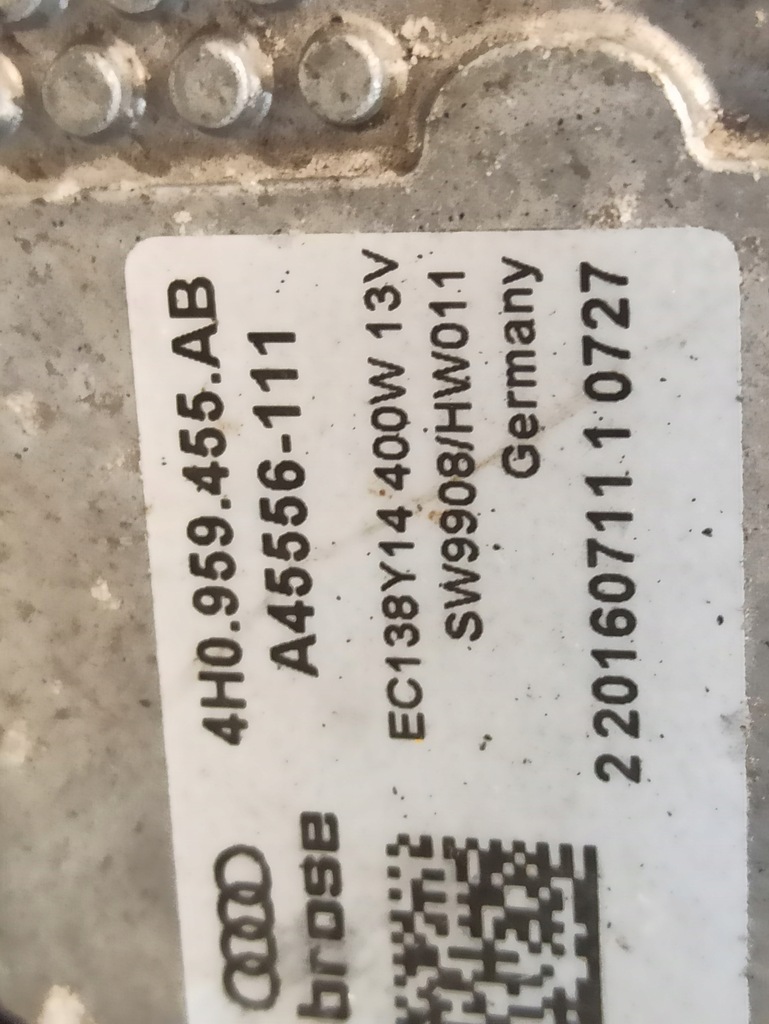 4H0.959.455.AB
brose A45556-111
EC138Y14 400W 13V
SW9908/HW011
Germany
2 20160711 1 0727